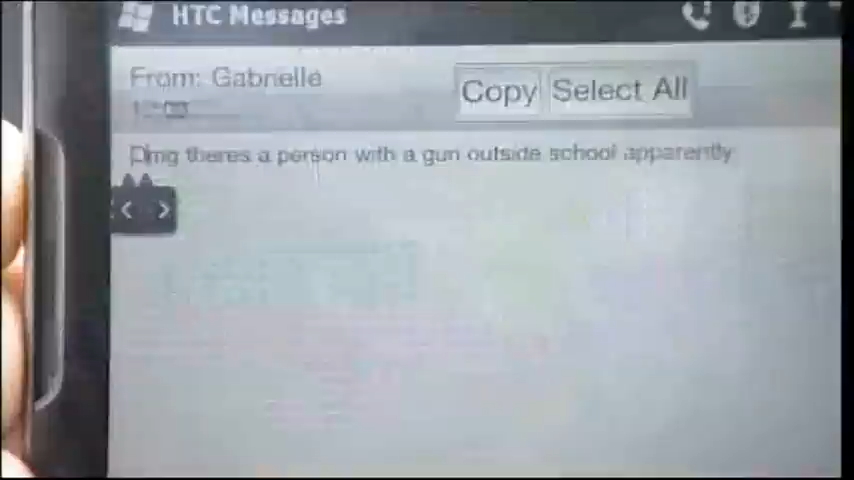 HTC Messages
From: Gabrielle
Copy Select All
Omg theres a person with a gun outside school apparently